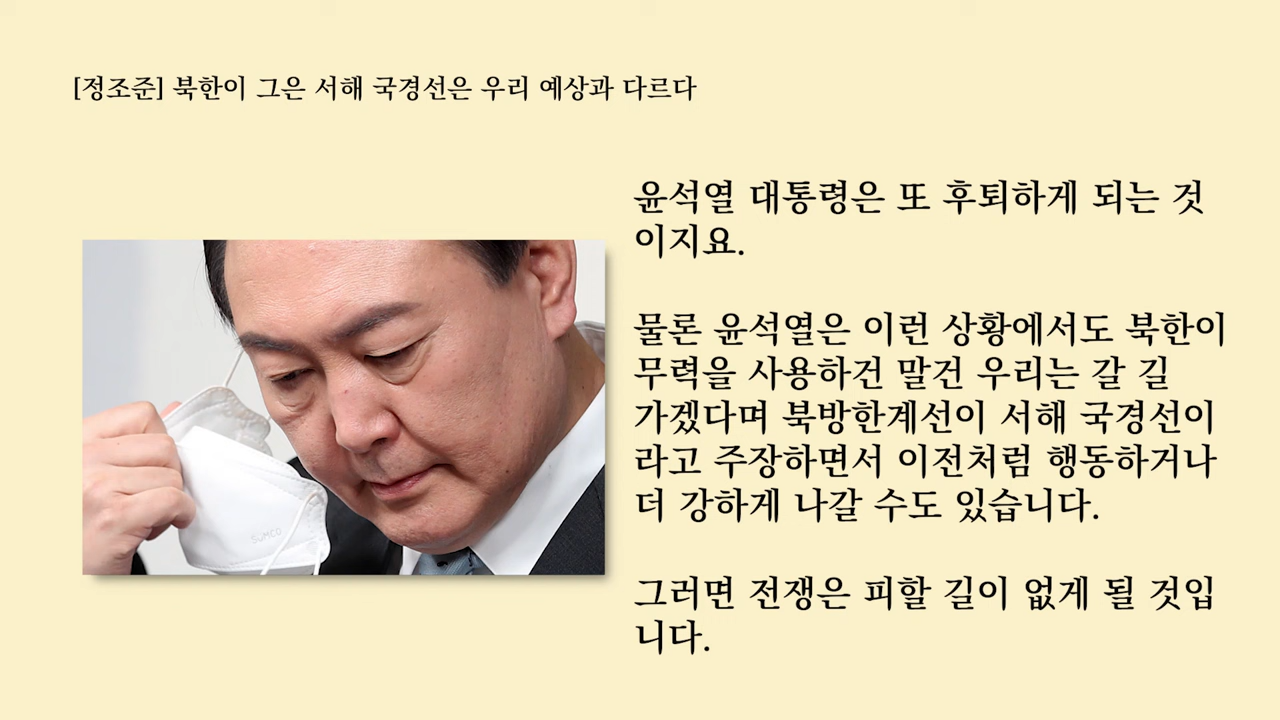 [정조준] 북한이 그은 서해 국경선은 우리 예상과 다르다
윤석열 대통령은 또 후퇴하게 되는 것
이지요.
물론 윤석열은 이런 상황에서도 북한이
무력을 사용하건 말건 우리는 갈 길
가겠다며 북방한계선이 서해 국경선이
라고 주장하면서 이전처럼 행동하거나
더 강하게 나갈 수도 있습니다.
그러면 전쟁은 피할 길이 없게 될 것입
니다.